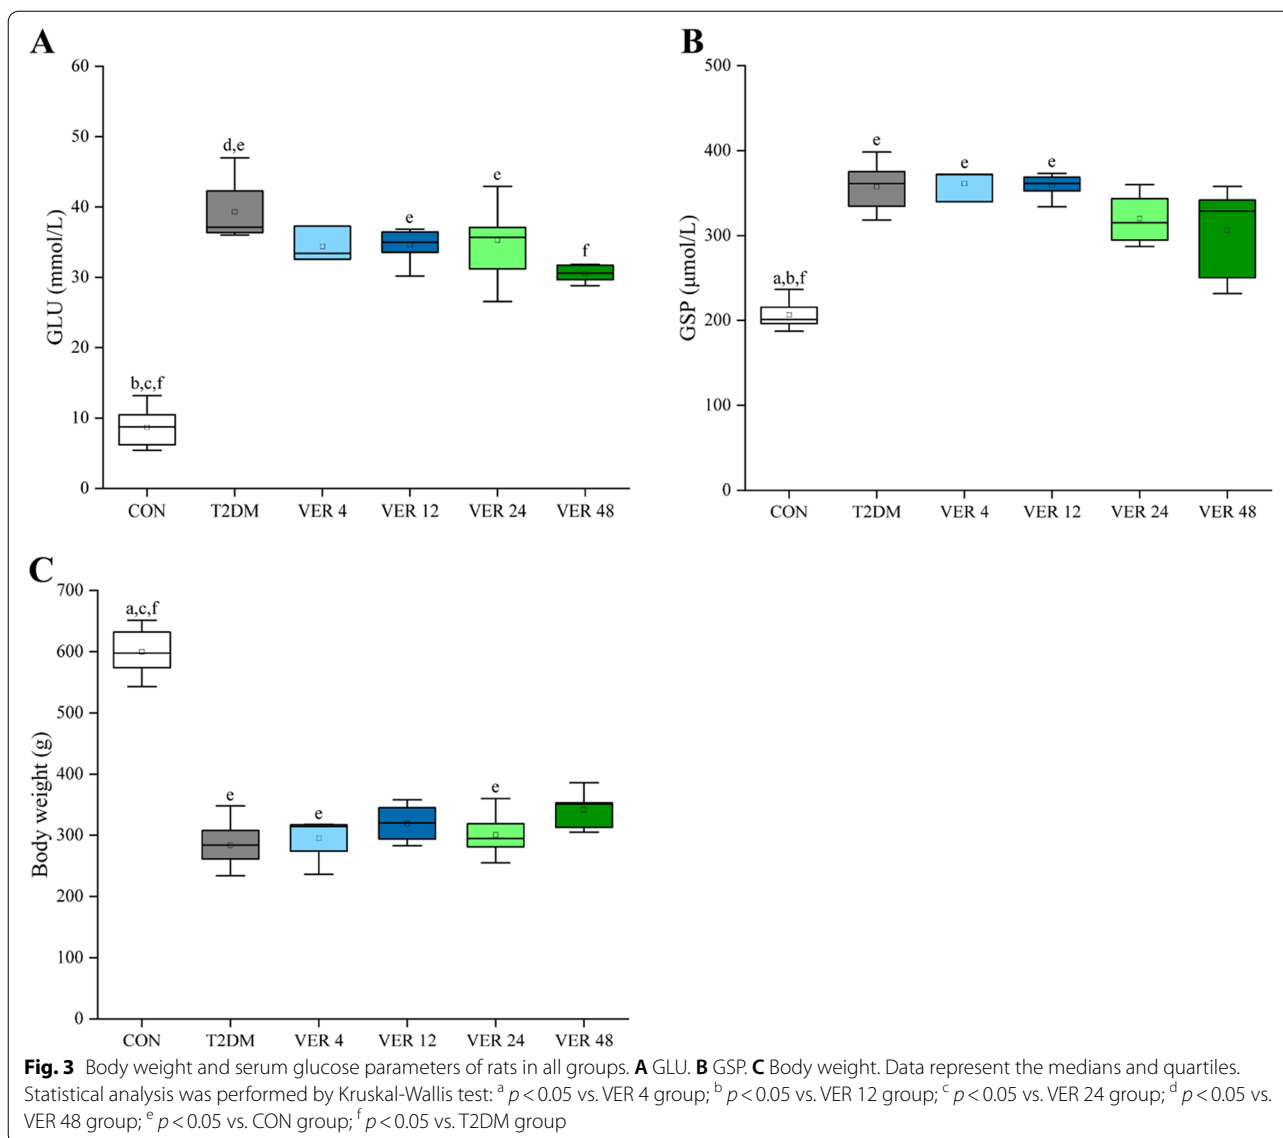 A
60
50
40
30
20
10
0
GLU (mmol/L)
b,c,f
d,e
e
e
f
CON T2DM VER 4 VER 12 VER 24 VER 48
B
500
400
300
200
100
0
GSP (μmol/L)
a,b,f
e
e
e
CON T2DM VER 4 VER 12 VER 24 VER 48
C
700
600
500
400
300
200
100
0
Body weight (g)
a,c,f
e
e
e
CON T2DM VER 4 VER 12 VER 24 VER 48
Fig. 3 Body weight and serum glucose parameters of rats in all groups. A GLU. B GSP. C Body weight. Data represent the medians and quartiles.
Statistical analysis was performed by Kruskal-Wallis test: a p < 0.05 vs. VER 4 group; b p < 0.05 vs. VER 12 group; c p < 0.05 vs. VER 24 group; d p < 0.05 vs.
VER 48 group; e p < 0.05 vs. CON group; f p < 0.05 vs. T2DM group